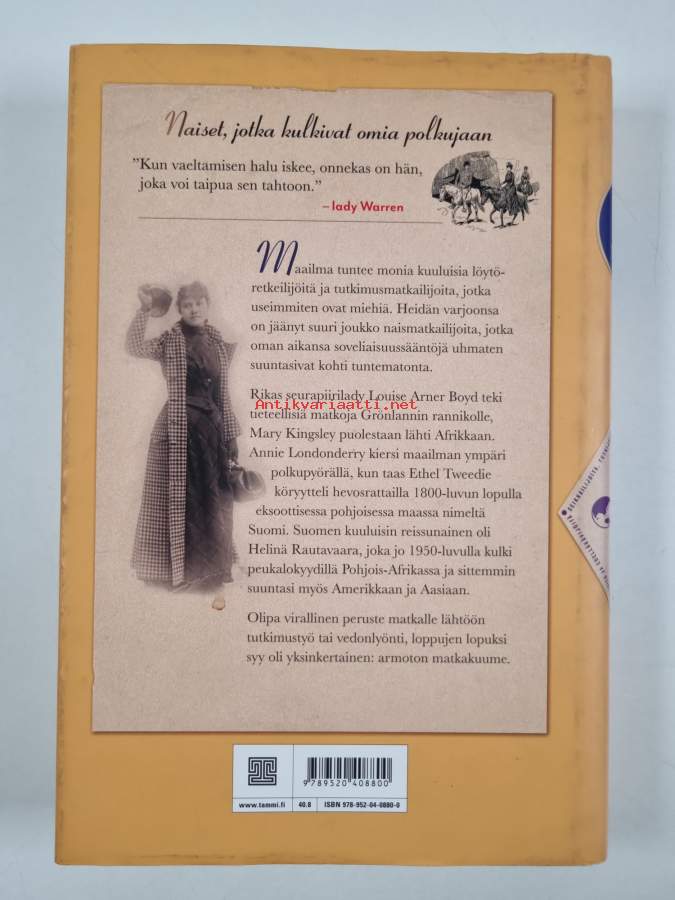 Naiset, jotka kulkivat omia polkujaan
”Kun vaeltamisen halu iskee, onnekas on hän,
joka voi taipua sen tahtoon.”
– lady Warren
Maailma tuntee monia kuuluisia löytö-
retkeilijöitä ja tutkimusmatkailijoita, jotka
useimmiten ovat miehiä. Heidän varjoonsa
on jäänyt suuri joukko naismatkailijoita, jotka
oman aikansa soveliaisuussääntöjä uhmaten
suuntasivat kohti tuntematonta.
Rikas seurapiirilady Louise Arner Boyd teki
Antikvariaatti.net
tieteellisiä matkoja Grönlannin rannikolle,
Mary Kingsley puolestaan lähti Afrikkaan.
Annie Londonderry kiersi maailman ympäri
polkupyörällä, kun taas Ethel Tweedie
köryytteli hevosrattailla 1800-luvun lopulla
eksoottisessa pohjoisessa maassa nimeltä
Suomi. Suomen kuuluisin reissunainen oli
Helinä Rautavaara, joka jo 1950-luvulla kulki
peukalokyydillä Pohjois-Afrikassa ja sittemmin
suuntasi myös Amerikkaan ja Aasiaan.
Olipa virallinen peruste matkalle lähtöön
tutkimustyö tai vedonlyönti, loppujen lopuksi
syy oli yksinkertainen: armoton matkakuume.
9789520408800
www.tammi.fi
40.8
ISBN 978-952-04-0880-0